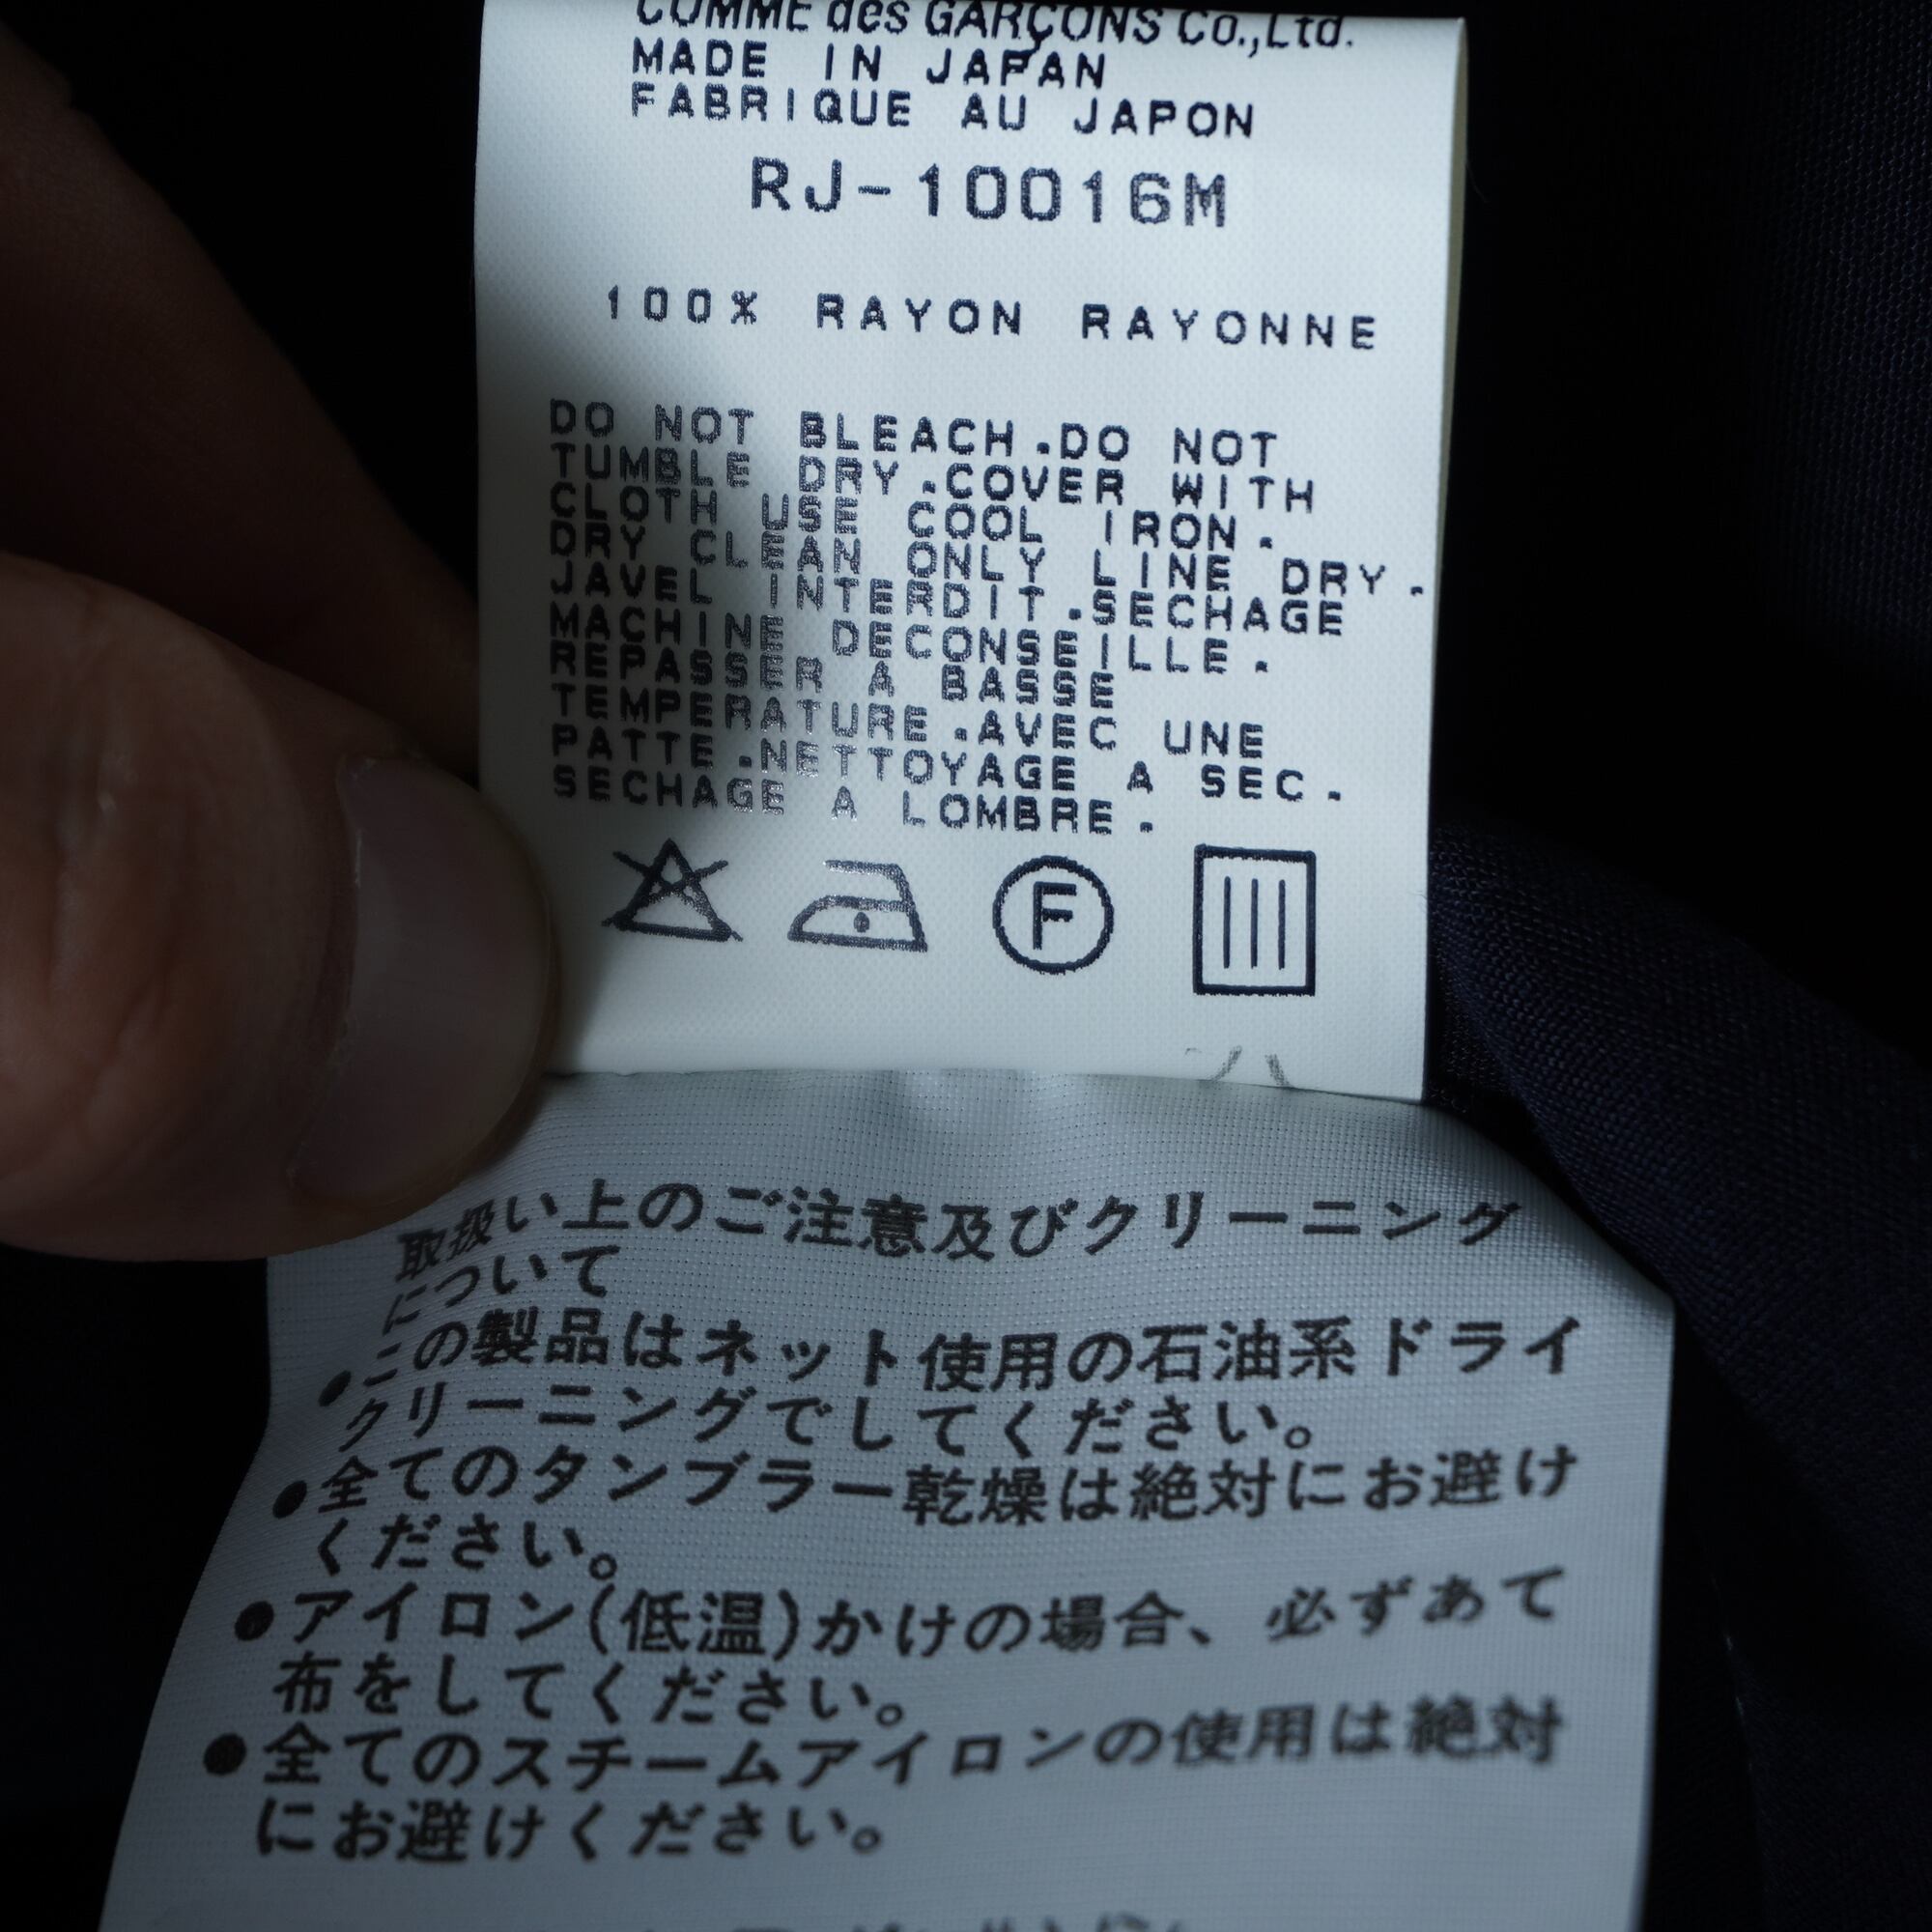 COMME des GARÇONS Co.,Ltd.
MADE IN JAPAN
FABRIQUE AU JAPON
RJ-10016M
100% RAYON RAYONNE
DO NOT BLEACH.DO NOT
TUMBLE DRY.COVER WITH
CLOTH USE COOL IRON.
DRY CLEAN ONLY LINE DRY.
JAVEL INTERDIT.SECHAGE
MACHINE DECONSEILLE.
REPASSER A BASSE
TEMPERATURE.AVEC UNE
PATTE.NETTOYAGE A SEC.
SECHAGE A LOMBRE.
F
取扱い上のご注意及びクリーニング
について
●この製品はネット使用の石油系ドライ
クリーニングでしてください。
●全てのタンブラー乾燥は絶対にお避け
ください。
●アイロン(低温)かけの場合、必ずあて
布をしてください。
●全てのスチームアイロンの使用は絶対
にお避けください。